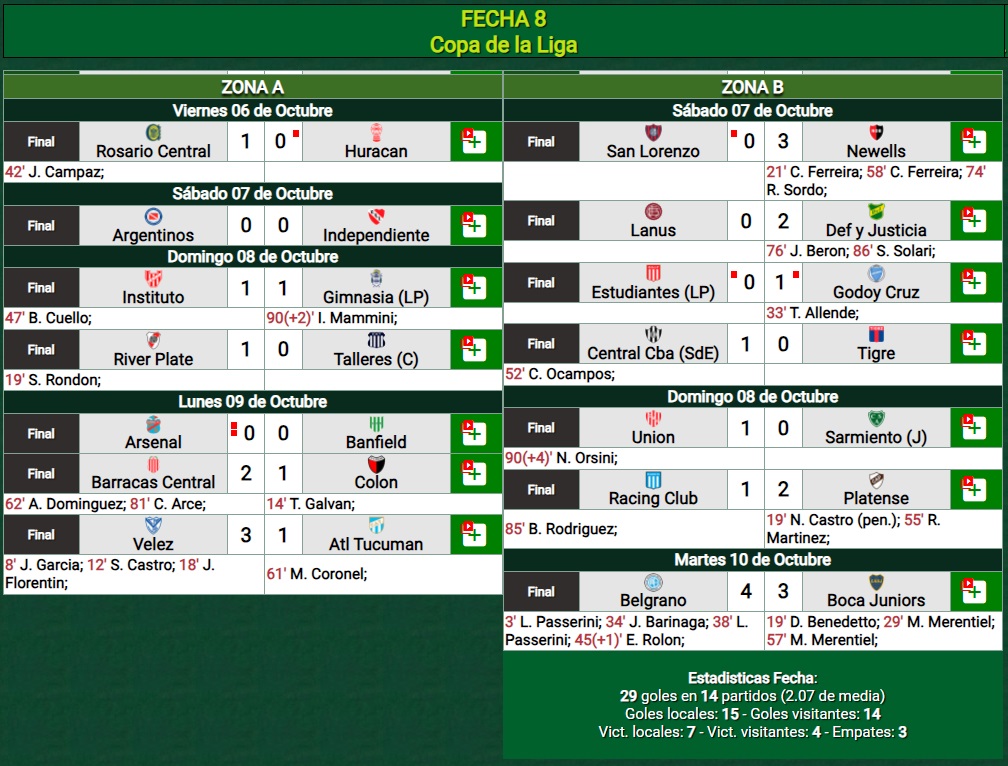 FECHA 8
Copa de la Liga
ZONA A
Viernes 06 de Octubre
Final Rosario Central 1 0 Huracan
42' J. Campaz;
Sábado 07 de Octubre
Final Argentinos 0 0 Independiente
Domingo 08 de Octubre
Final Instituto 1 1 Gimnasia (LP)
47' B. Cuello; 90(+2)' I. Mammini;
Final River Plate 1 0 Talleres (C)
19' S. Rondon;
Lunes 09 de Octubre
Final Arsenal 0 0 Banfield
Final Barracas Central 2 1 Colon
62' A. Dominguez; 81' C. Arce; 14' T. Galvan;
Final Velez 3 1 Atl Tucuman
8' J. Garcia; 12' S. Castro; 18' J.
Florentin;
61' M. Coronel;
ZONA B
Sábado 07 de Octubre
Final San Lorenzo 0 3 Newells
21' C. Ferreira; 58' C. Ferreira; 74'
R. Sordo;
Final Lanus 0 2 Def y Justicia
76' J. Beron; 86' S. Solari;
Final Estudiantes (LP) 0 1 Godoy Cruz
33' T. Allende;
Final Central Cba (SdE) 1 0 Tigre
52' C. Ocampos;
Domingo 08 de Octubre
Final Union 1 0 Sarmiento (J)
90(+4)' N. Orsini;
Final Racing Club 1 2 Platense
85' B. Rodriguez;
19' N. Castro (pen.); 55' R.
Martinez;
Martes 10 de Octubre
Final Belgrano 4 3 Boca Juniors
3' L. Passerini; 34' J. Barinaga; 38' L.
Passerini; 45(+1)' E. Rolon;
19' D. Benedetto; 29' M. Merentiel;
57' M. Merentiel;
Estadisticas Fecha:
29 goles en 14 partidos (2.07 de media)
Goles locales: 15 - Goles visitantes: 14
Vict. locales: 7 - Vict. visitantes: 4 - Empates: 3